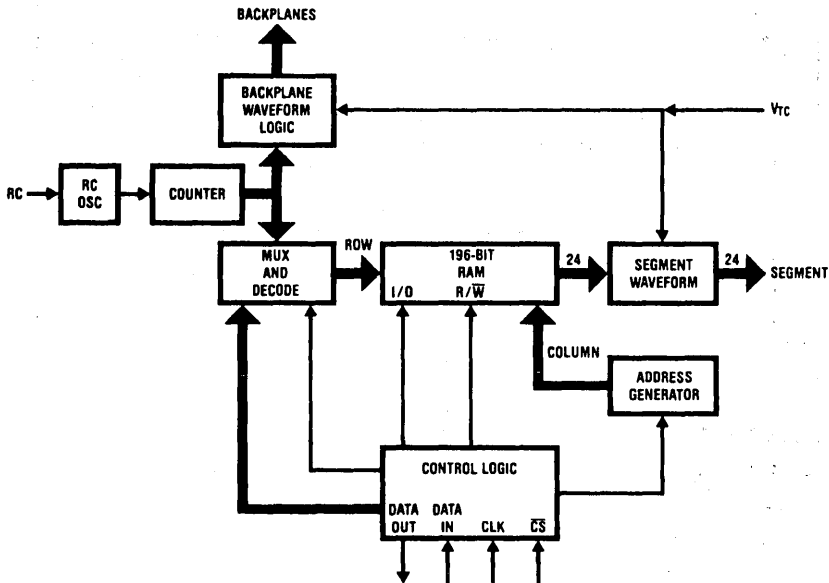 BACKPLANES
BACKPLANE
WAVEFORM
LOGIC
VTC
RC
RC
OSC
COUNTER
MUX
AND
DECODE
ROW
196-BIT
RAM
I/O R/W̅
24
SEGMENT
WAVEFORM
24
SEGMENT
COLUMN
ADDRESS
GENERATOR
CONTROL LOGIC
DATA DATA
OUT IN CLK C̅S̅